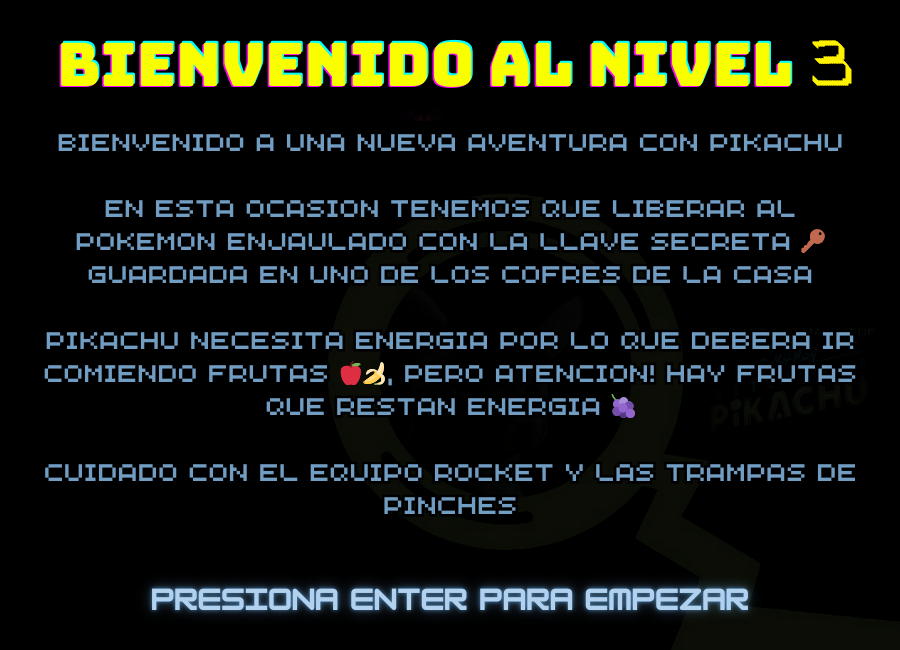 BIENVENIDO AL NIVEL 3
BIENVENIDO A UNA NUEVA AVENTURA CON PIKACHU
EN ESTA OCASION TENEMOS QUE LIBERAR AL
POKEMON ENJAULADO CON LA LLAVE SECRETA 🔑
GUARDADA EN UNO DE LOS COFRES DE LA CASA
PIKACHU NECESITA ENERGIA POR LO QUE DEBERA IR
COMIENDO FRUTAS 🍎🍌, PERO ATENCION! HAY FRUTAS
QUE RESTAN ENERGIA 🍇
PIKACHU
CUIDADO CON EL EQUIPO ROCKET Y LAS TRAMPAS DE
PINCHES
PRESIONA ENTER PARA EMPEZAR